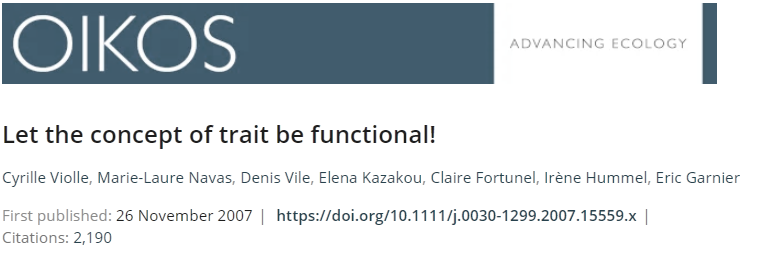 OIKOS
ADVANCING ECOLOGY
Let the concept of trait be functional!
Cyrille Violle, Marie-Laure Navas, Denis Vile, Elena Kazakou, Claire Fortunel, Irène Hummel, Eric Garnier
First published: 26 November 2007 | https://doi.org/10.1111/j.0030-1299.2007.15559.x |
Citations: 2,190